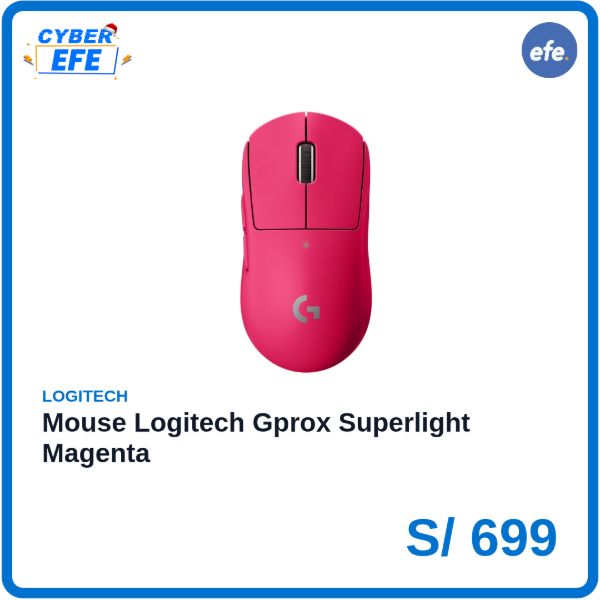 CYBER
EFE
efe.
G
LOGITECH
Mouse Logitech Gprox Superlight
Magenta
S/ 699